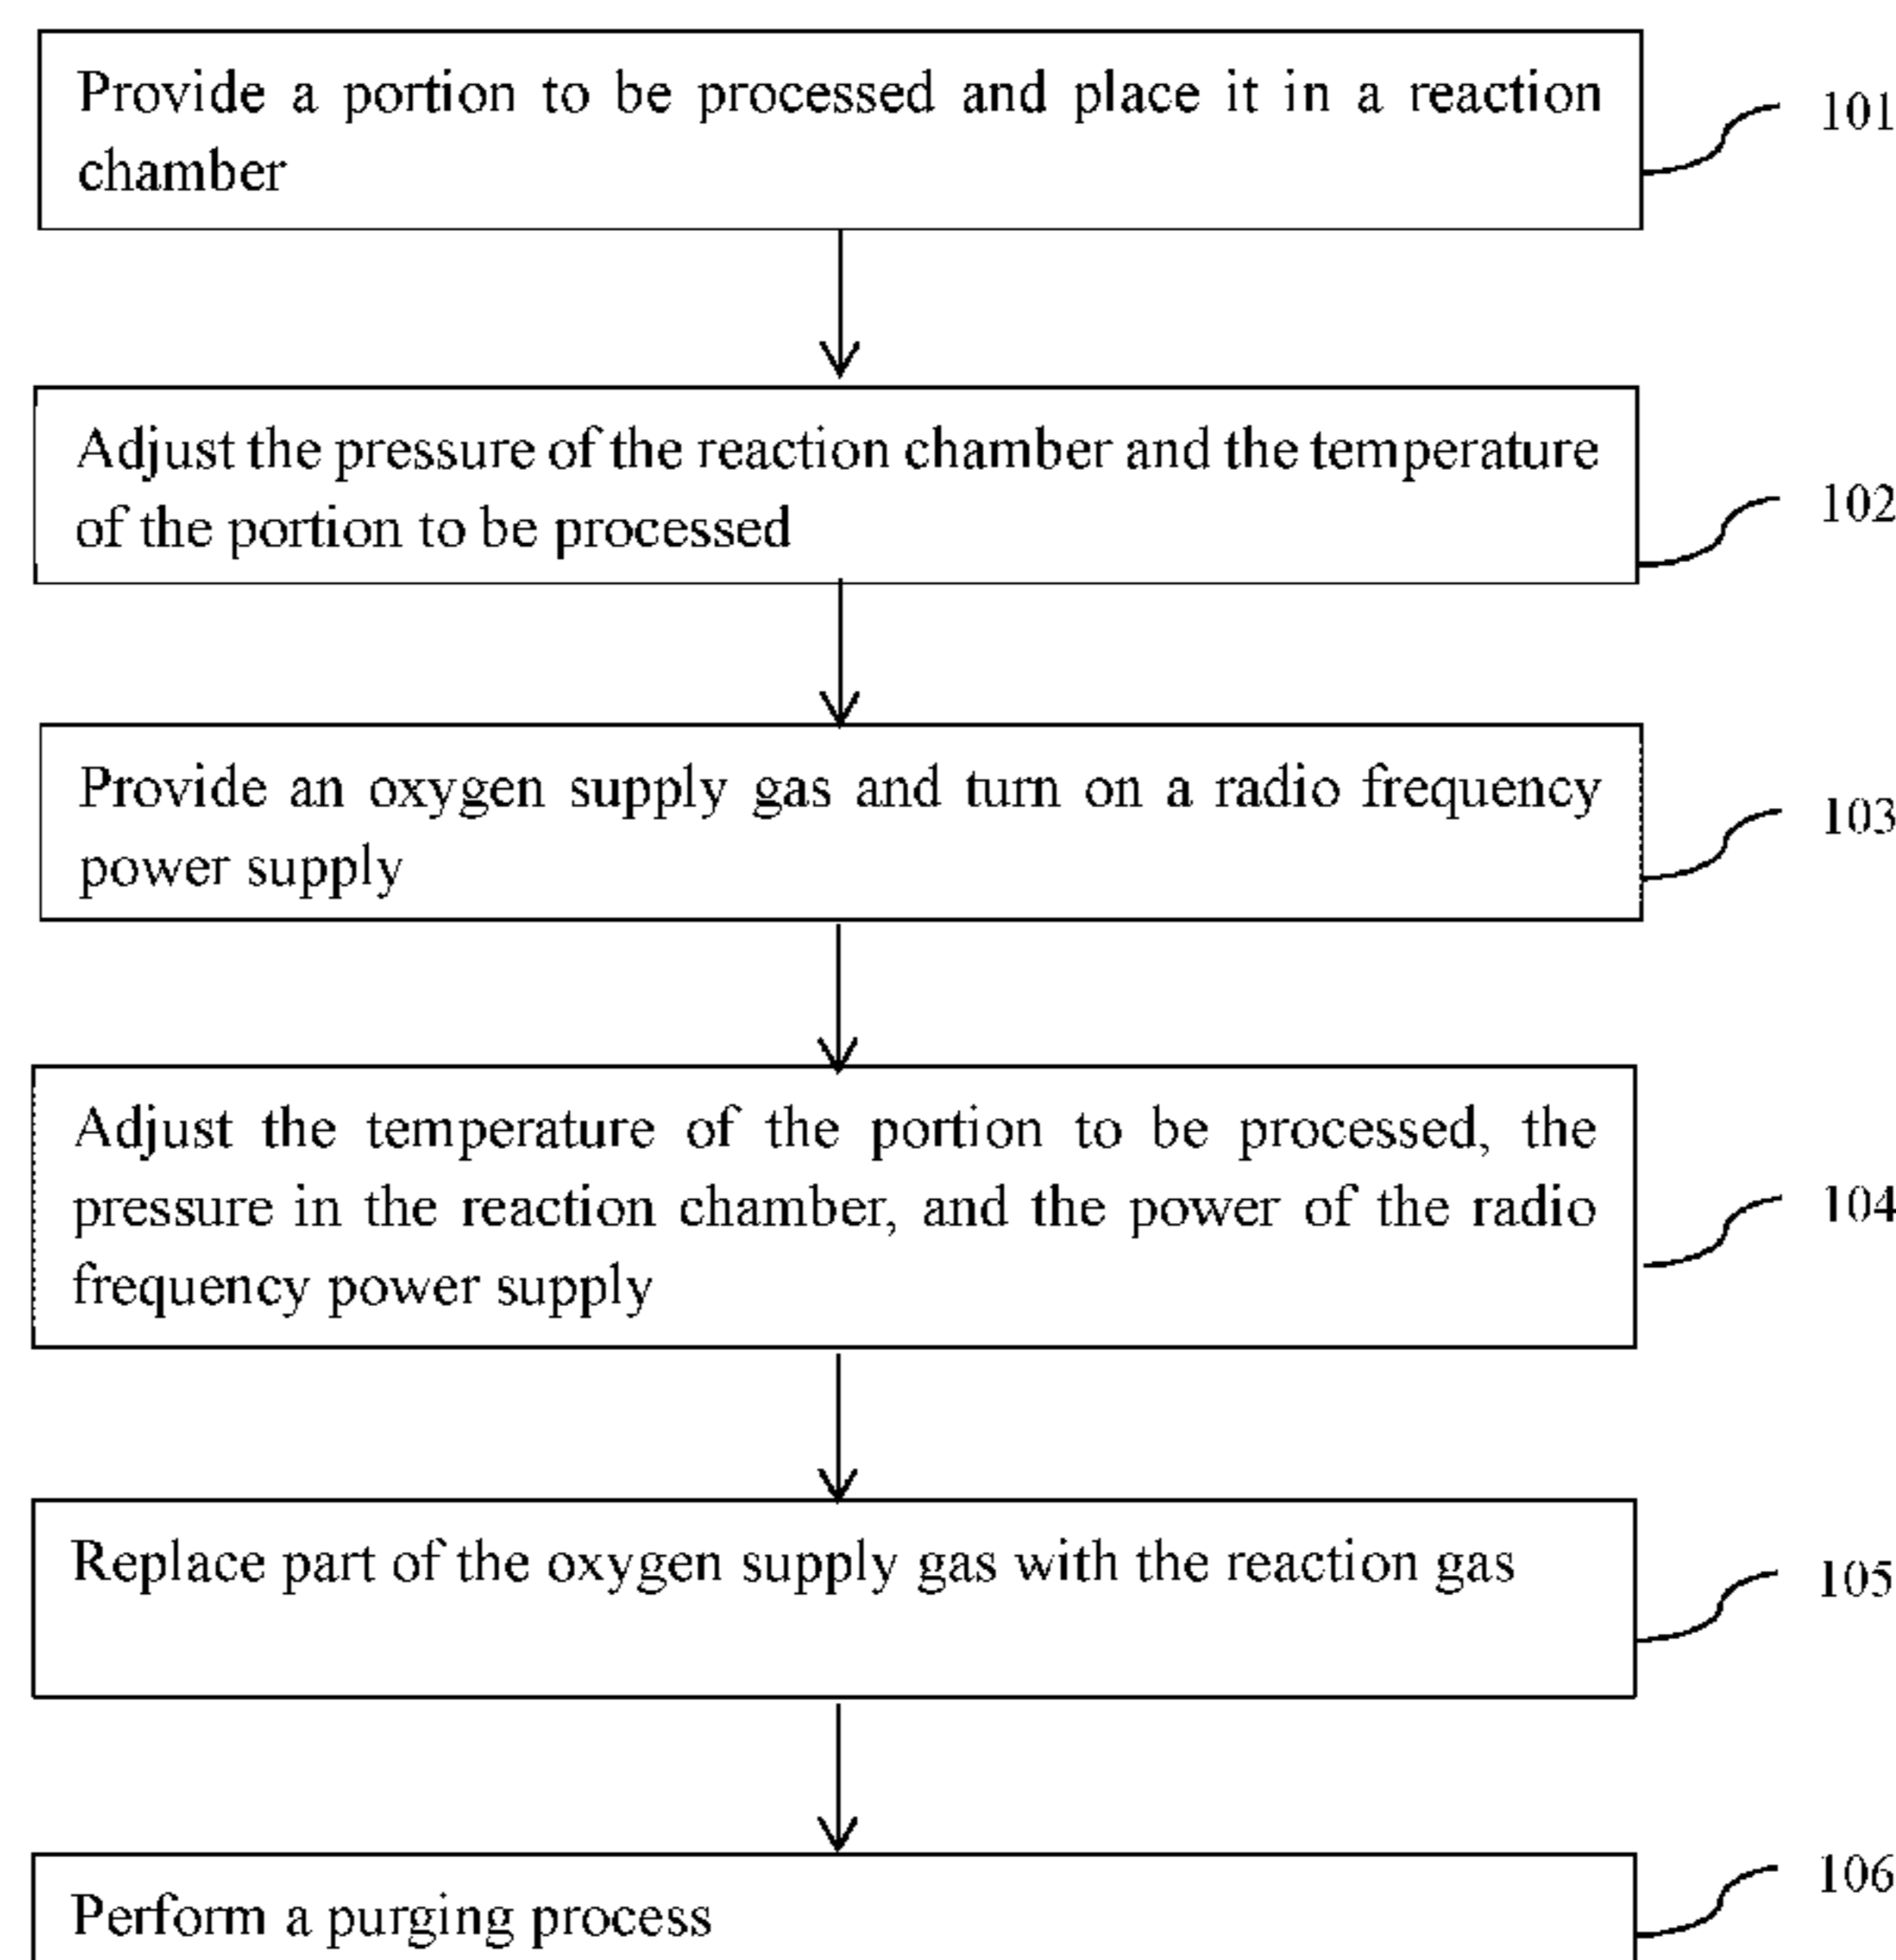 Provide a portion to be processed and place it in a reaction
chamber
101
Adjust the pressure of the reaction chamber and the temperature
of the portion to be processed
102
Provide an oxygen supply gas and turn on a radio frequency
power supply
103
Adjust the temperature of the portion to be processed, the
pressure in the reaction chamber, and the power of the radio
frequency power supply
104
Replace part of the oxygen supply gas with the reaction gas
105
Perform a purging process
106